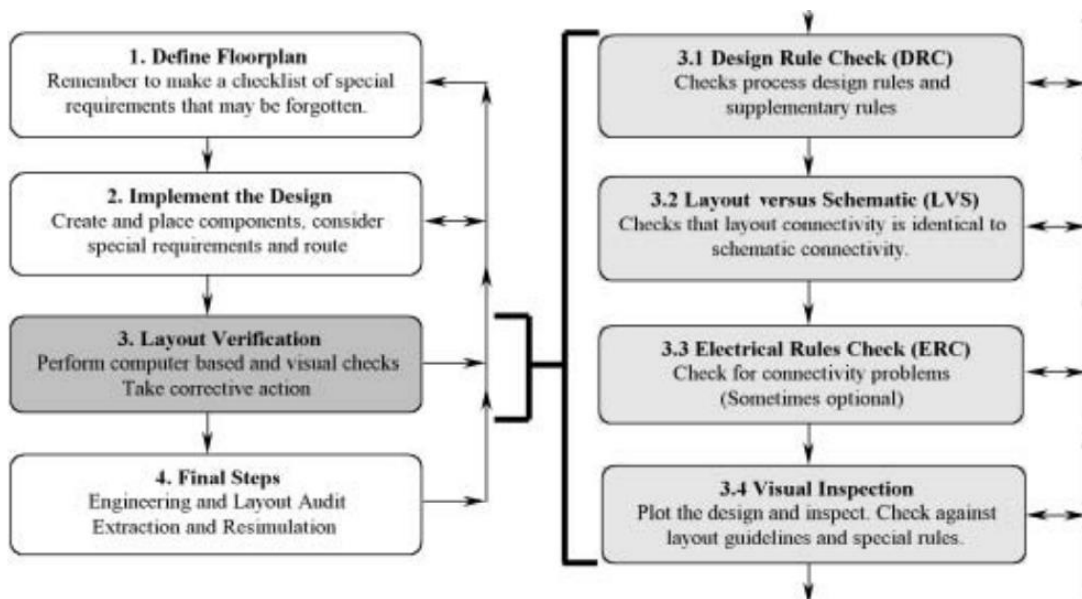 1. Define Floorplan
Remember to make a checklist of special
requirements that may be forgotten.
2. Implement the Design
Create and place components, consider
special requirements and route
3. Layout Verification
Perform computer based and visual checks
Take corrective action
4. Final Steps
Engineering and Layout Audit
Extraction and Resimulation
3.1 Design Rule Check (DRC)
Checks process design rules and
supplementary rules
3.2 Layout versus Schematic (LVS)
Checks that layout connectivity is identical to
schematic connectivity.
3.3 Electrical Rules Check (ERC)
Check for connectivity problems
(Sometimes optional)
3.4 Visual Inspection
Plot the design and inspect. Check against
layout guidelines and special rules.